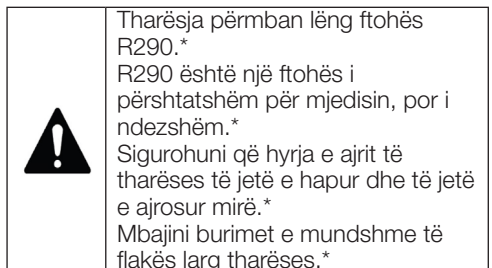 Tharësja përmban lëng ftohës
R290.*
R290 është një ftohës i
përshtatshëm për mjedisin, por i
ndezshëm.*
Sigurohuni që hyrja e ajrit të
tharëses të jetë e hapur dhe të jetë
e ajrosur mirë.*
Mbajini burimet e mundshme të
flakës larg tharëses.*